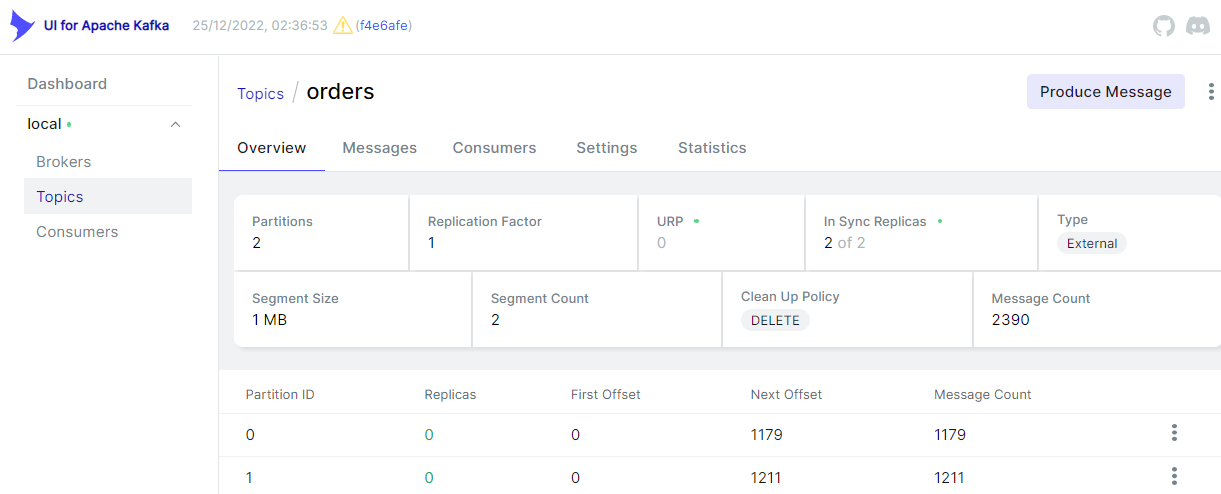 UI for Apache Kafka 25/12/2022, 02:36:53 (f4e6afe)
Dashboard
local
Brokers
Topics
Consumers
Topics / orders
Produce Message
Overview Messages Consumers Settings Statistics
Partitions Replication Factor URP In Sync Replicas Type
2 1 0 2 of 2 External
Segment Size Segment Count Clean Up Policy Message Count
1 MB 2 DELETE 2390
Partition ID Replicas First Offset Next Offset Message Count
0 0 0 1179 1179
1 0 0 1211 1211